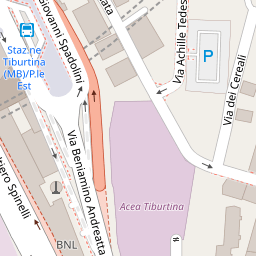 Giovanni Spadolini
Staz.ne
Tiburtina
(MB)/P.le
Est
P
Via Achille Tedes
Via dei Cereali
Via Beniamino Andreatta
Acea Tiburtina
BNL
Spinelli